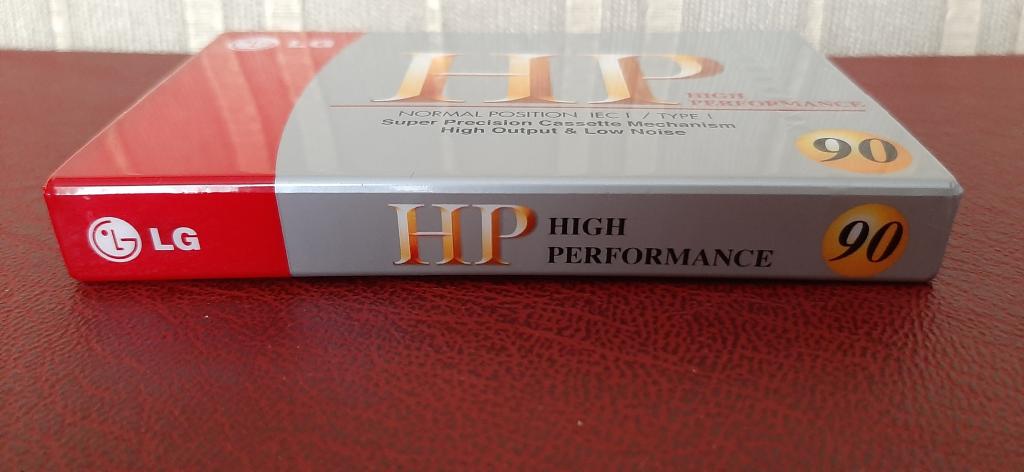 LG
HP
HIGH
PERFORMANCE
NORMAL POSITION IEC I / TYPE I
Super Precision Cassette Mechanism
High Output & Low Noise
90
LG
HP
HIGH
PERFORMANCE
90